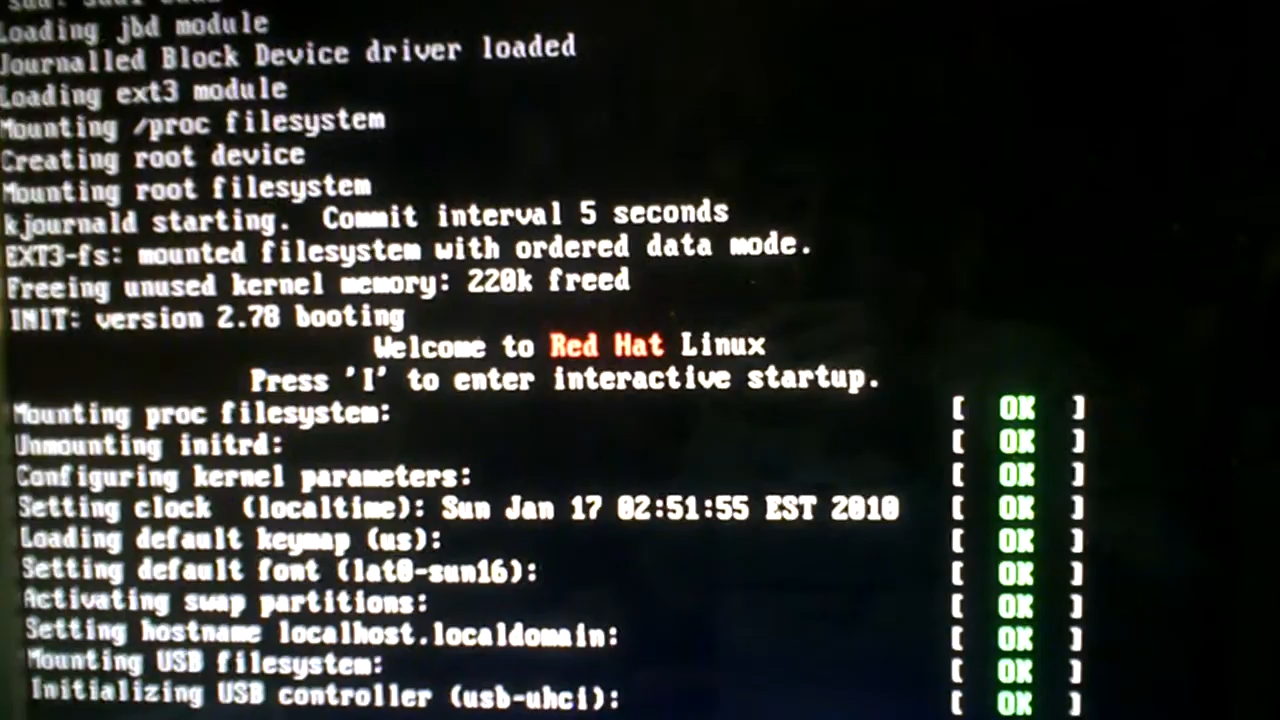 Loading jbd module
Journalled Block Device driver loaded
Loading ext3 module
Mounting /proc filesystem
Creating root device
Mounting root filesystem
kjournald starting.  Commit interval 5 seconds
EXT3-fs: mounted filesystem with ordered data mode.
Freeing unused kernel memory: 220k freed
INIT: version 2.78 booting
Welcome to Red Hat Linux
Press 'I' to enter interactive startup.
Mounting proc filesystem: [ OK ]
Unmounting initrd: [ OK ]
Configuring kernel parameters: [ OK ]
Setting clock  (localtime): Sun Jan 17 02:51:55 EST 2010 [ OK ]
Loading default keymap (us): [ OK ]
Setting default font (lat0-sun16): [ OK ]
Activating swap partitions: [ OK ]
Setting hostname localhost.localdomain: [ OK ]
Mounting USB filesystem: [ OK ]
Initializing USB controller (usb-uhci): [ OK ]